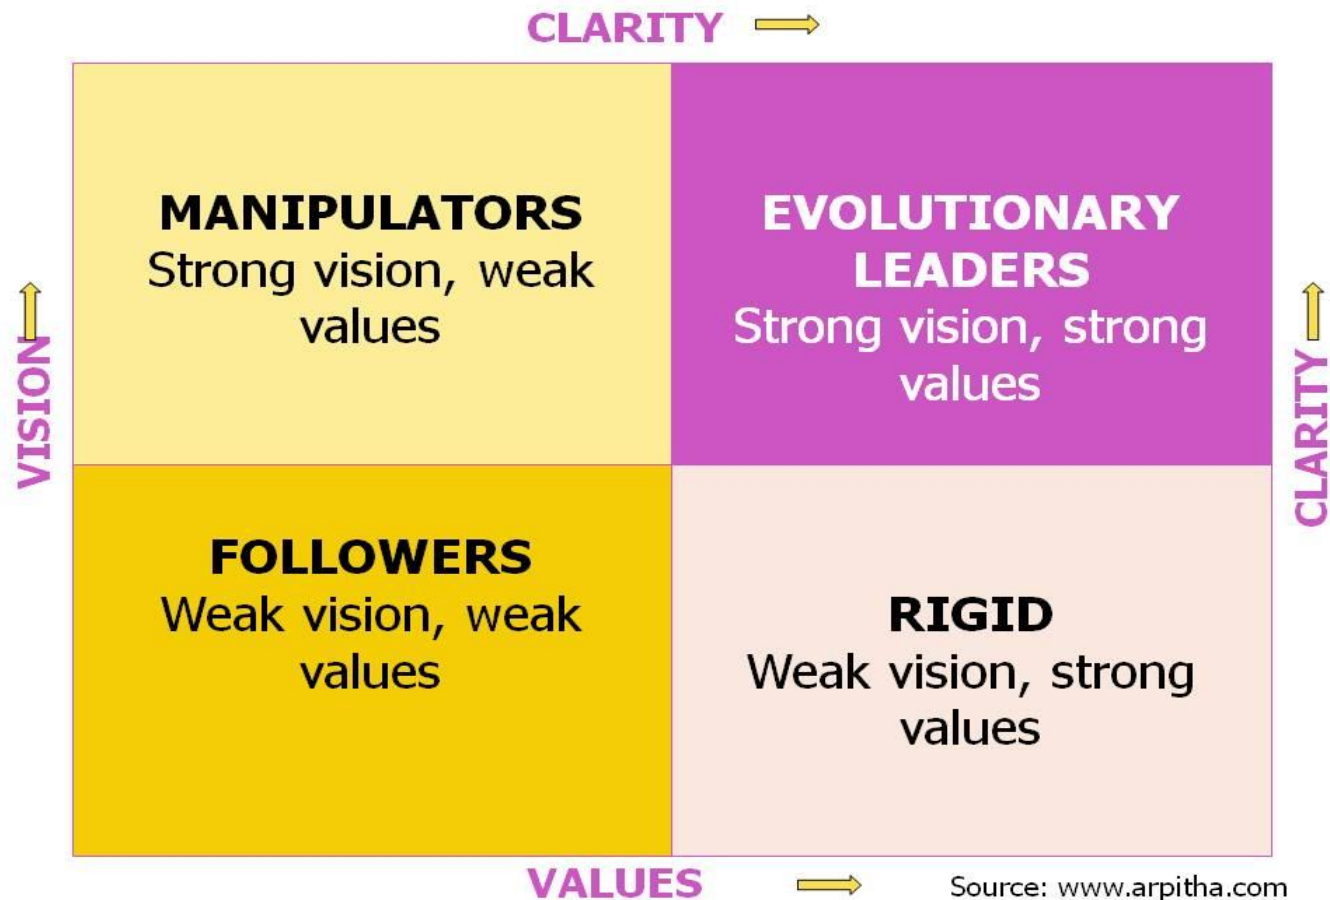 CLARITY
MANIPULATORS
Strong vision, weak
values
EVOLUTIONARY
LEADERS
Strong vision, strong
values
VISION
CLARITY
FOLLOWERS
Weak vision, weak
values
RIGID
Weak vision, strong
values
VALUES
Source: www.arpitha.com